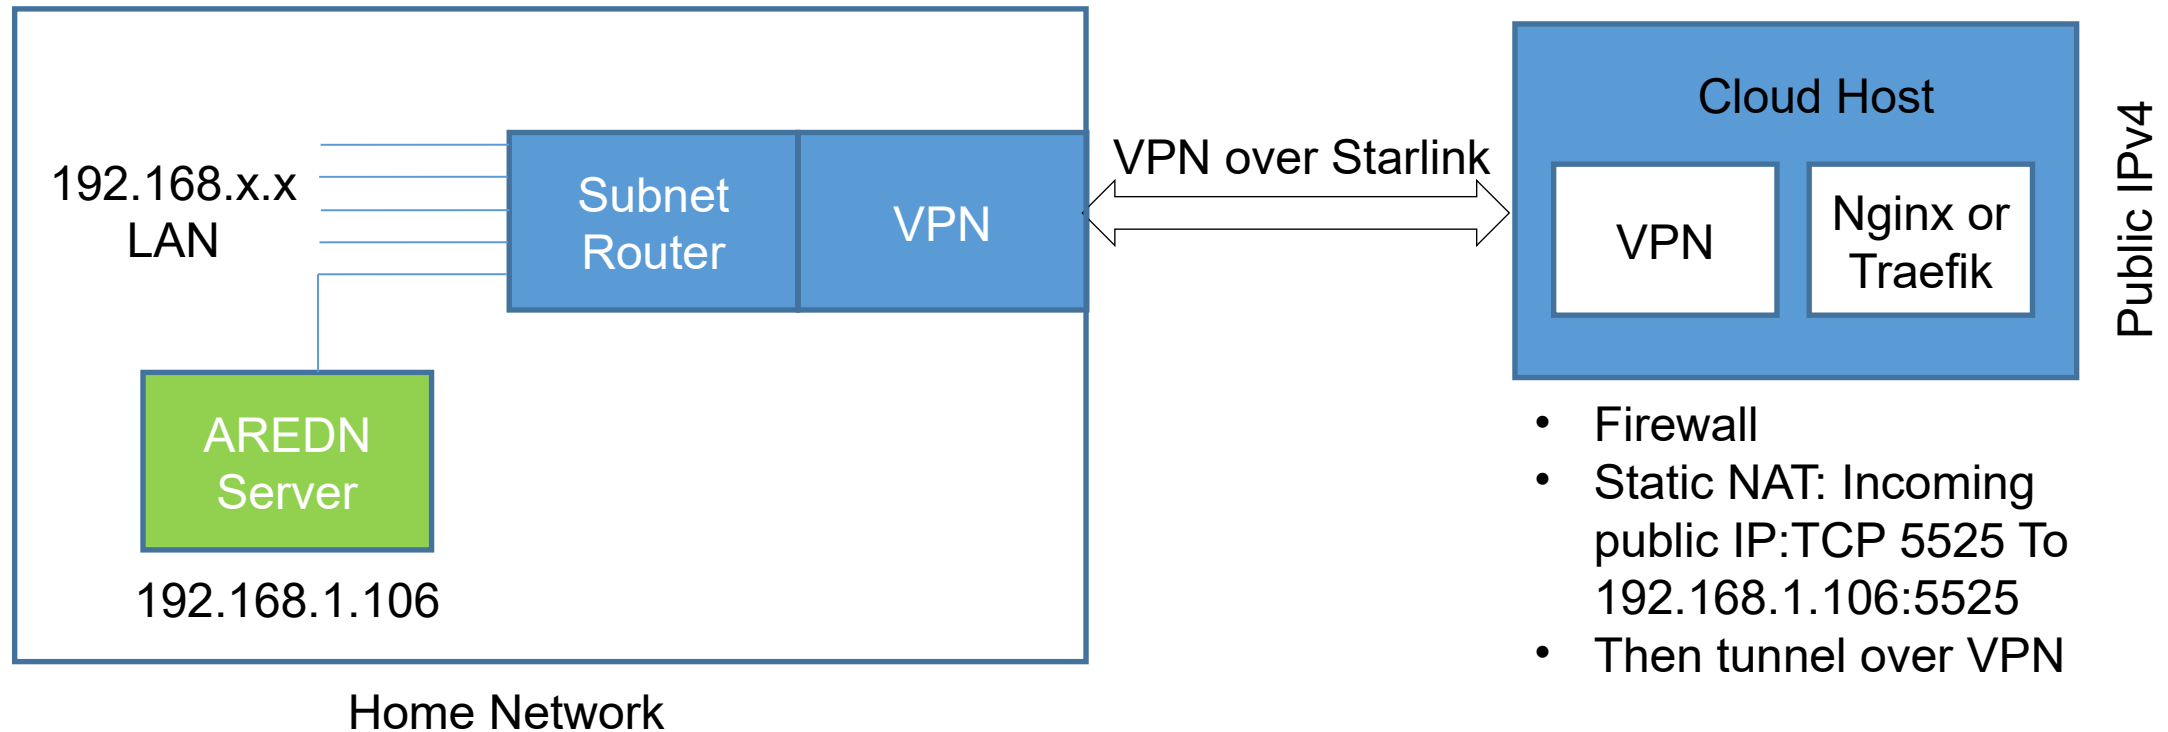 192.168.x.x
LAN
Subnet
Router
VPN
AREDN
Server
192.168.1.106
Home Network
VPN over Starlink
Cloud Host
VPN
Nginx or
Traefik
Public IPv4
• Firewall
• Static NAT: Incoming
public IP:TCP 5525 To
192.168.1.106:5525
• Then tunnel over VPN